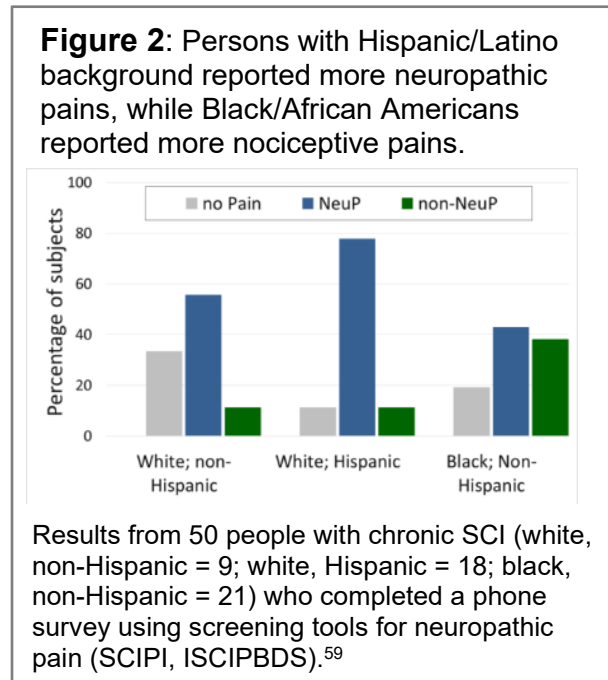 Figure 2: Persons with Hispanic/Latino
background reported more neuropathic
pains, while Black/African Americans
reported more nociceptive pains.
100
no Pain NeuP non-NeuP
80
60
40
20
0
Percentage of subjects
White; non-
Hispanic
White; Hispanic
Black; Non-
Hispanic
Results from 50 people with chronic SCI (white,
non-Hispanic = 9; white, Hispanic = 18; black,
non-Hispanic = 21) who completed a phone
survey using screening tools for neuropathic
pain (SCIPI, ISCIPBDS).59